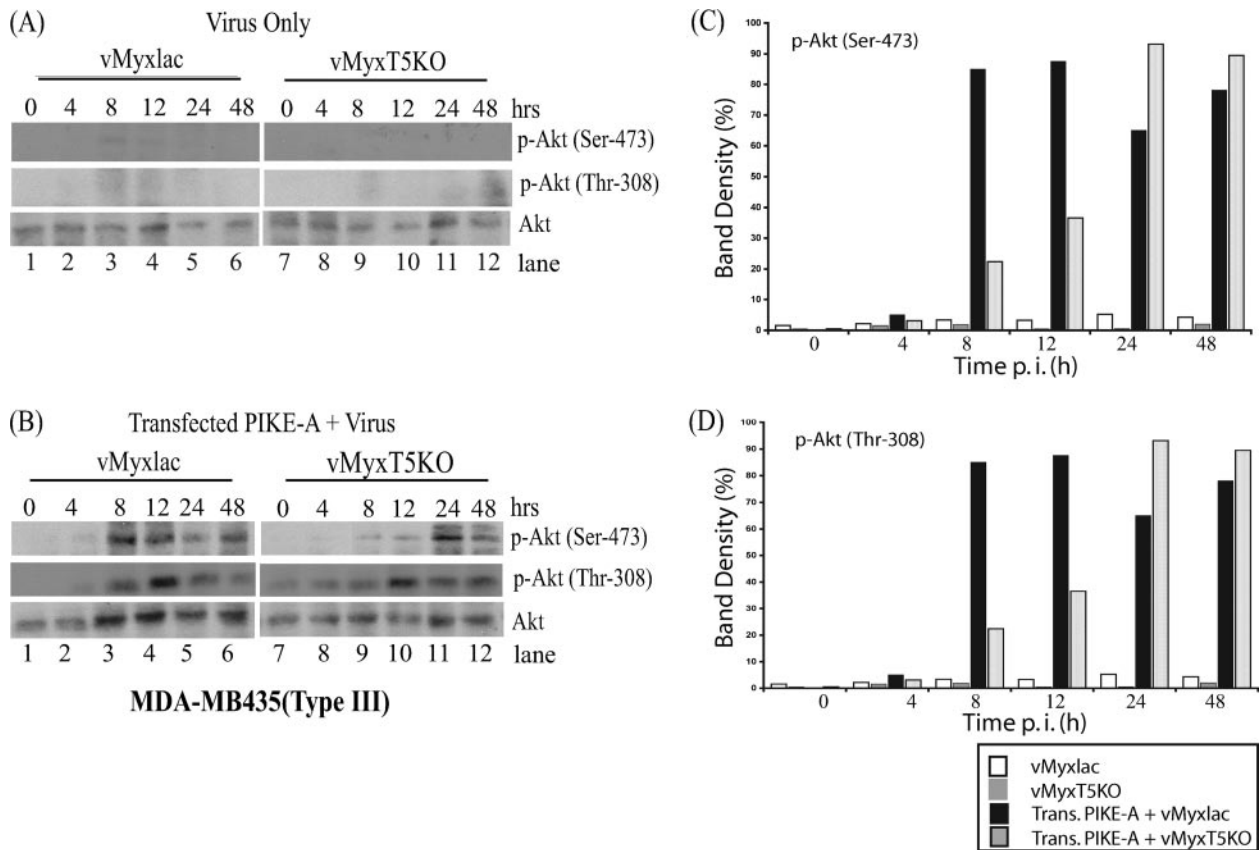 (A)
Virus Only
vMyxlac
vMyxT5KO
0 4 8 12 24 48 0 4 8 12 24 48 hrs
p-Akt (Ser-473)
p-Akt (Thr-308)
Akt
1 2 3 4 5 6 7 8 9 10 11 12 lane
(B)
Transfected PIKE-A + Virus
vMyxlac
vMyxT5KO
0 4 8 12 24 48 0 4 8 12 24 48 hrs
p-Akt (Ser-473)
p-Akt (Thr-308)
Akt
1 2 3 4 5 6 7 8 9 10 11 12 lane
MDA-MB435(Type III)
(C)
p-Akt (Ser-473)
Band Density (%)
100
90
80
70
60
50
40
30
20
10
0
0 4 8 12 24 48
Time p. i. (h)
(D)
p-Akt (Thr-308)
Band Density (%)
100
90
80
70
60
50
40
30
20
10
0
0 4 8 12 24 48
Time p. i. (h)
vMyxlac
vMyxT5KO
Trans. PIKE-A + vMyxlac
Trans. PIKE-A + vMyxT5KO